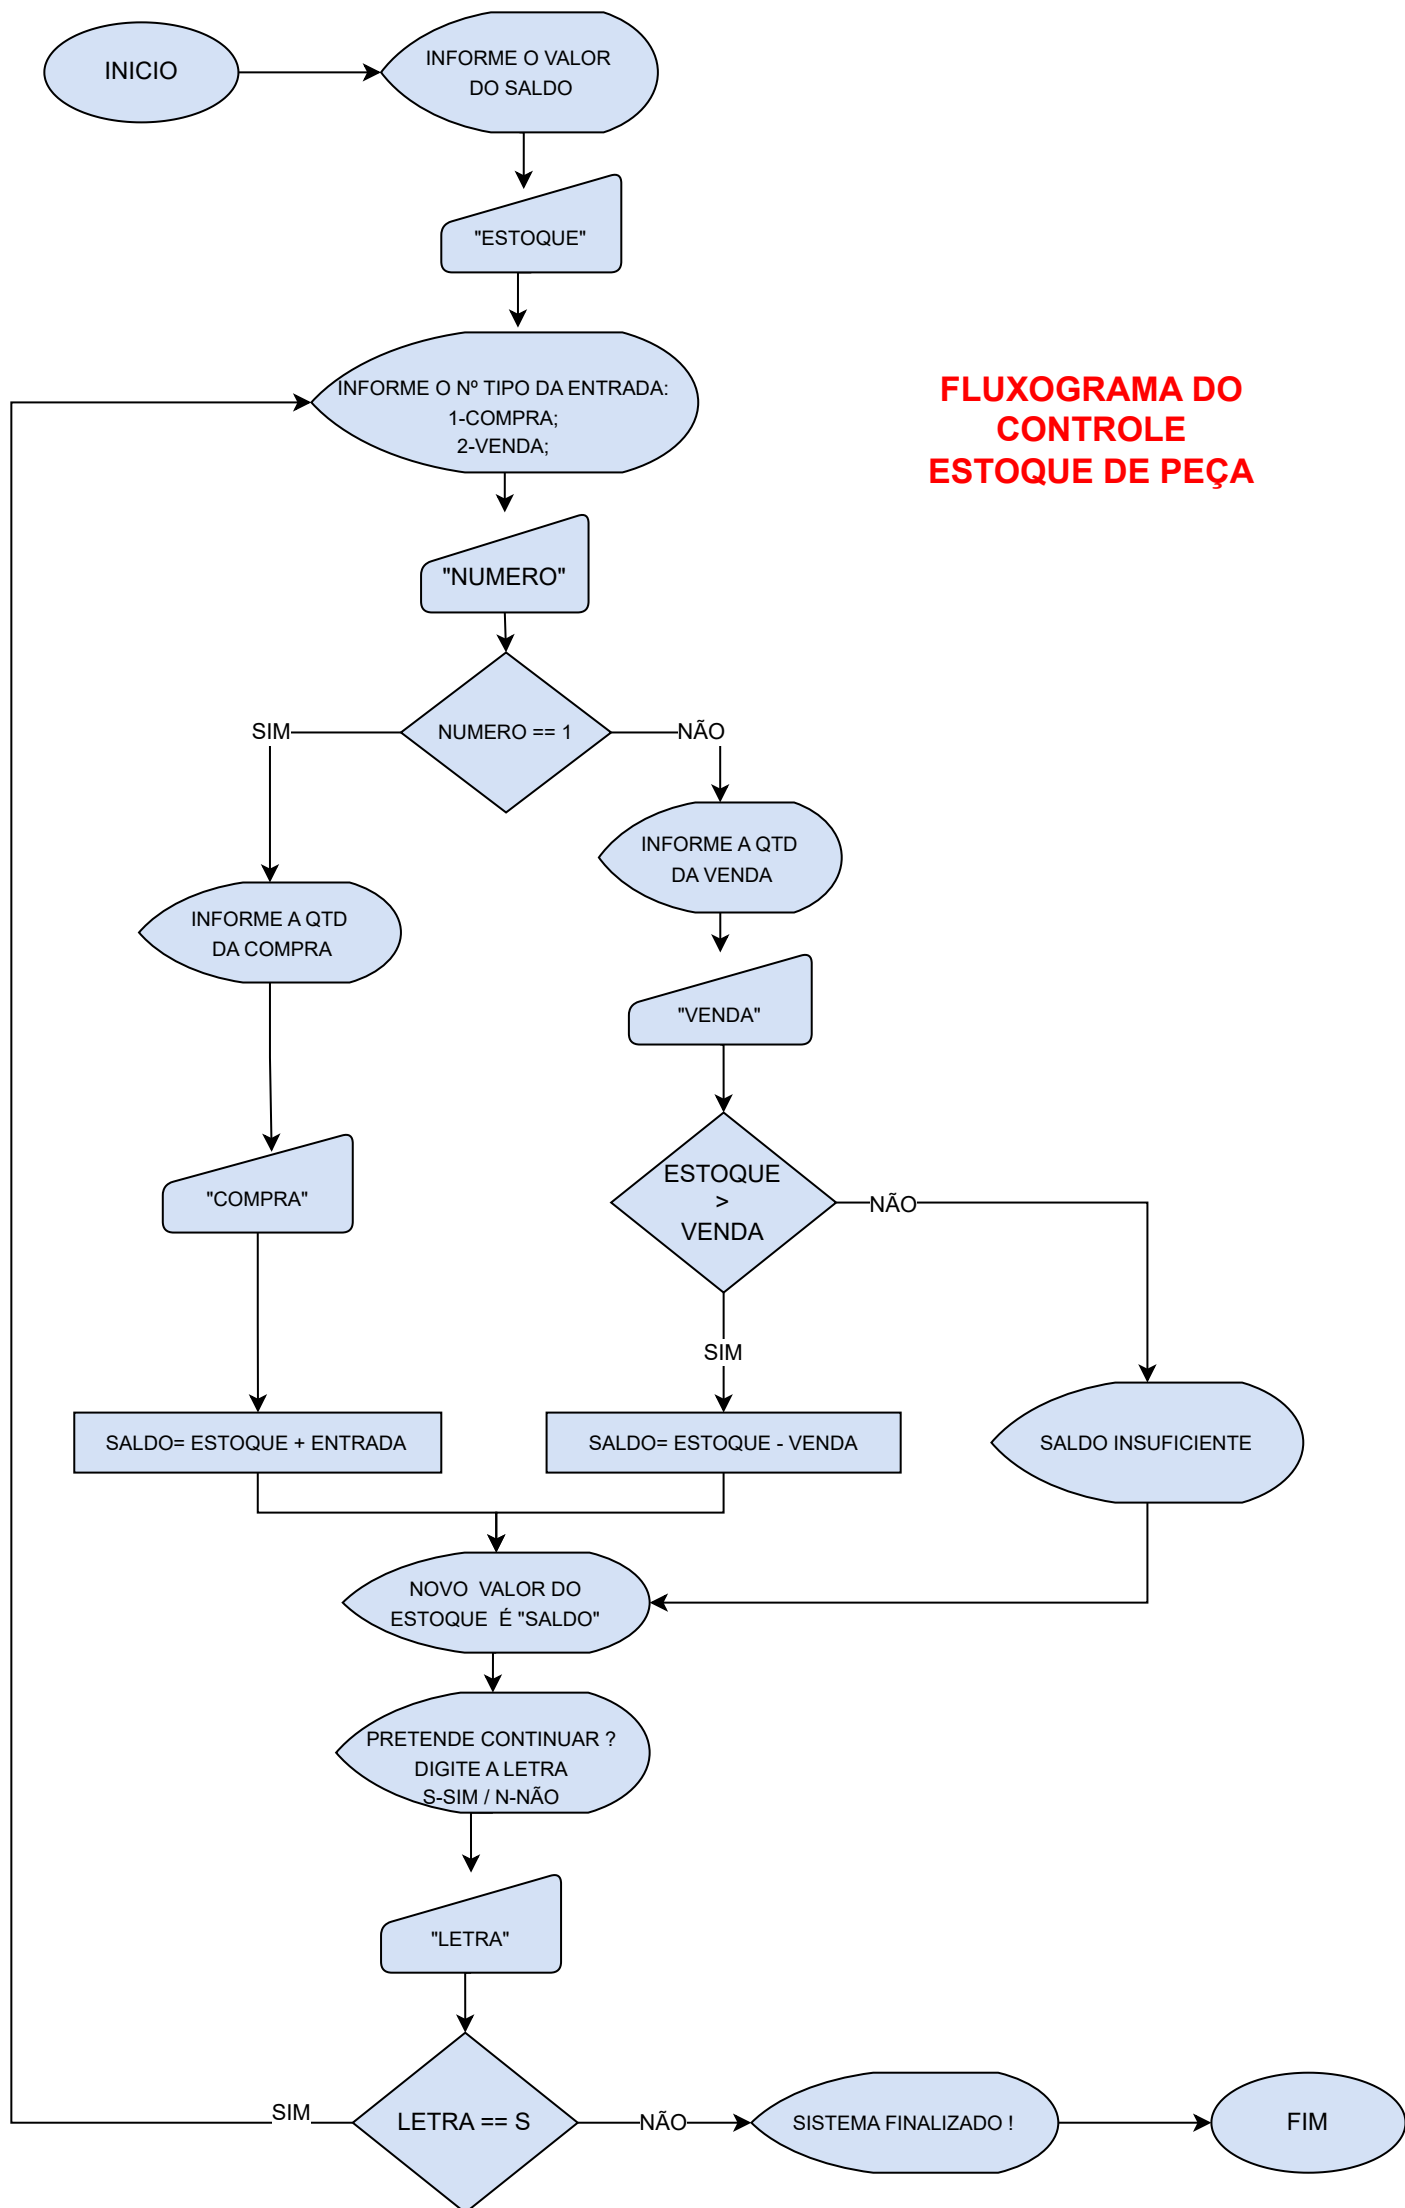 INICIO
INFORME O VALOR
DO SALDO
"ESTOQUE"
INFORME O Nº TIPO DA ENTRADA:
1-COMPRA;
2-VENDA;
FLUXOGRAMA DO
CONTROLE
ESTOQUE DE PEÇA
"NUMERO"
NUMERO == 1
SIM
NÃO
INFORME A QTD
DA VENDA
INFORME A QTD
DA COMPRA
"VENDA"
"COMPRA"
ESTOQUE
>
VENDA
NÃO
SIM
SALDO= ESTOQUE + ENTRADA
SALDO= ESTOQUE - VENDA
SALDO INSUFICIENTE
NOVO  VALOR DO
ESTOQUE  É "SALDO"
PRETENDE CONTINUAR ?
DIGITE A LETRA
S-SIM / N-NÃO
"LETRA"
LETRA == S
SIM
NÃO
SISTEMA FINALIZADO !
FIM